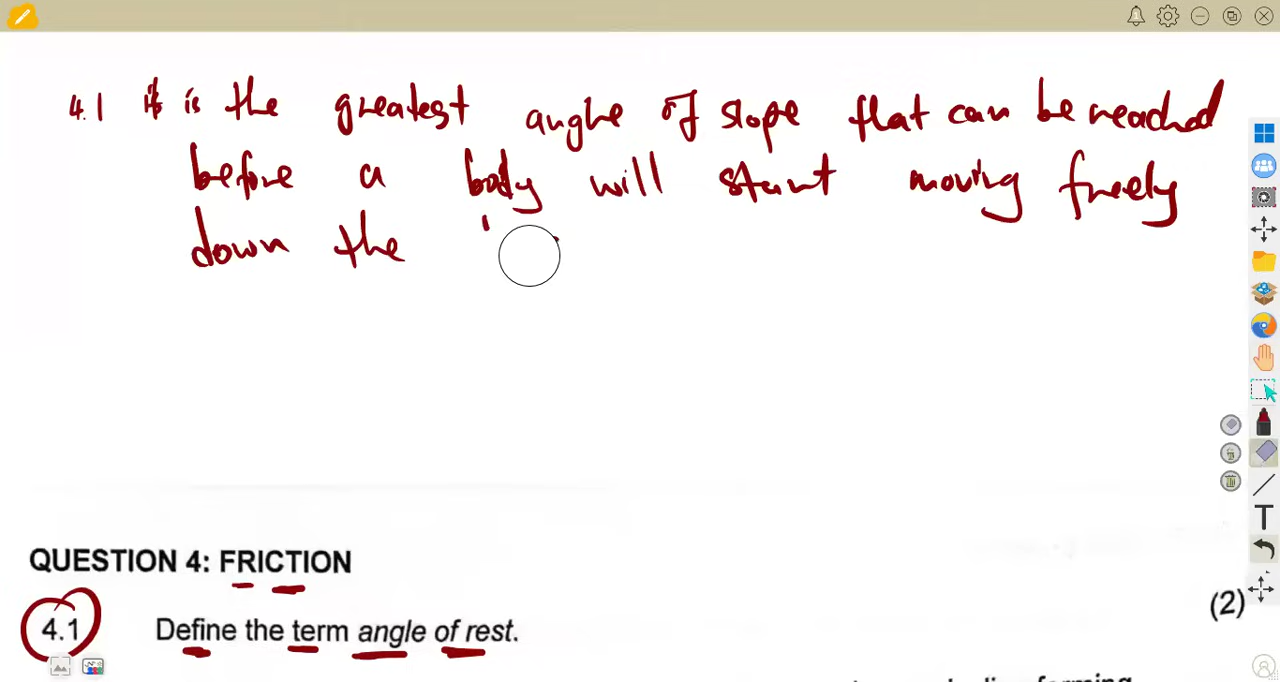 4.1 it is the greatest angle of slope that can be reached
before a body will start moving freely
down the
QUESTION 4: FRICTION
4.1 Define the term angle of rest.
(2)
T